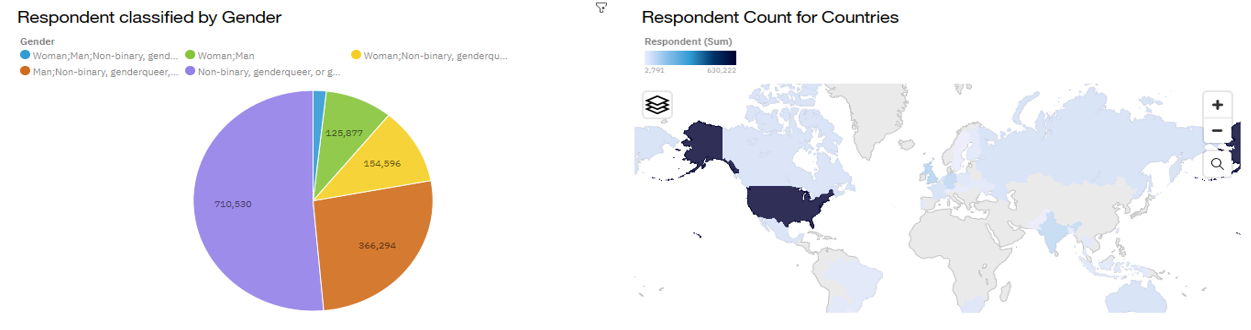 Respondent classified by Gender
Gender
Woman;Man;Non-binary, gend...
Woman;Man
Woman;Non-binary, genderqu...
Man;Non-binary, genderqueer,...
Non-binary, genderqueer, or g...
125,877
154,596
366,294
710,530
Respondent Count for Countries
Respondent (Sum)
2,791
630,222